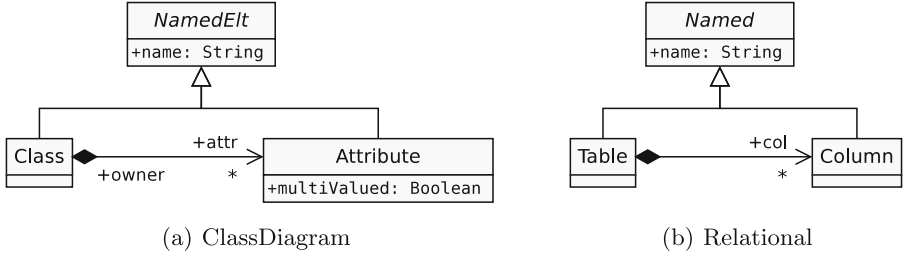 NamedElt
+name: String
Class
+owner
+attr
*
Attribute
+multiValued: Boolean
(a) ClassDiagram
Named
+name: String
Table
+col
*
Column
(b) Relational